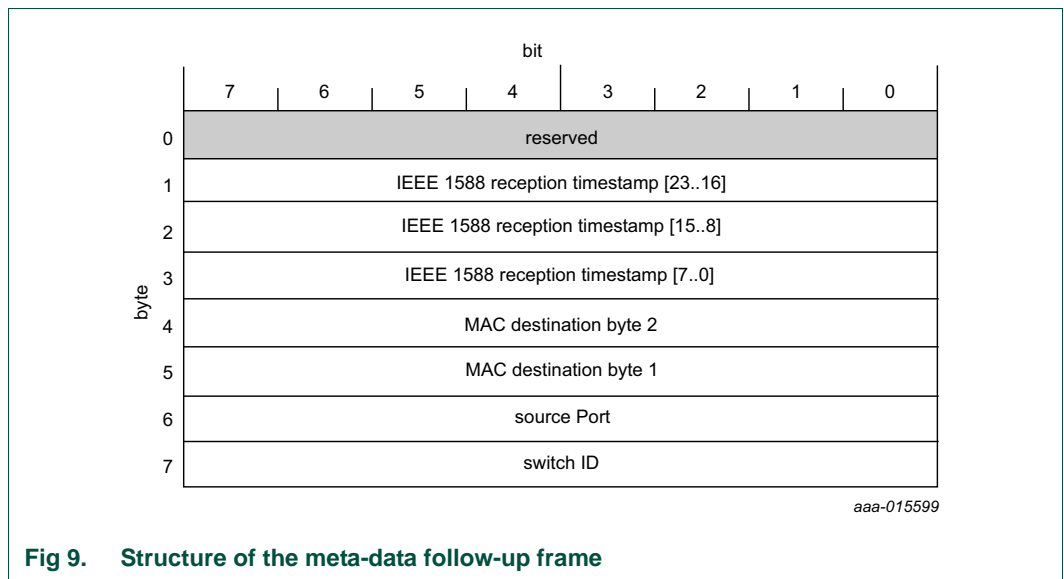 bit
7 6 5 4 3 2 1 0
0 reserved
1 IEEE 1588 reception timestamp [23..16]
2 IEEE 1588 reception timestamp [15..8]
3 IEEE 1588 reception timestamp [7..0]
byte
4 MAC destination byte 2
5 MAC destination byte 1
6 source Port
7 switch ID
aaa-015599
Fig 9. Structure of the meta-data follow-up frame